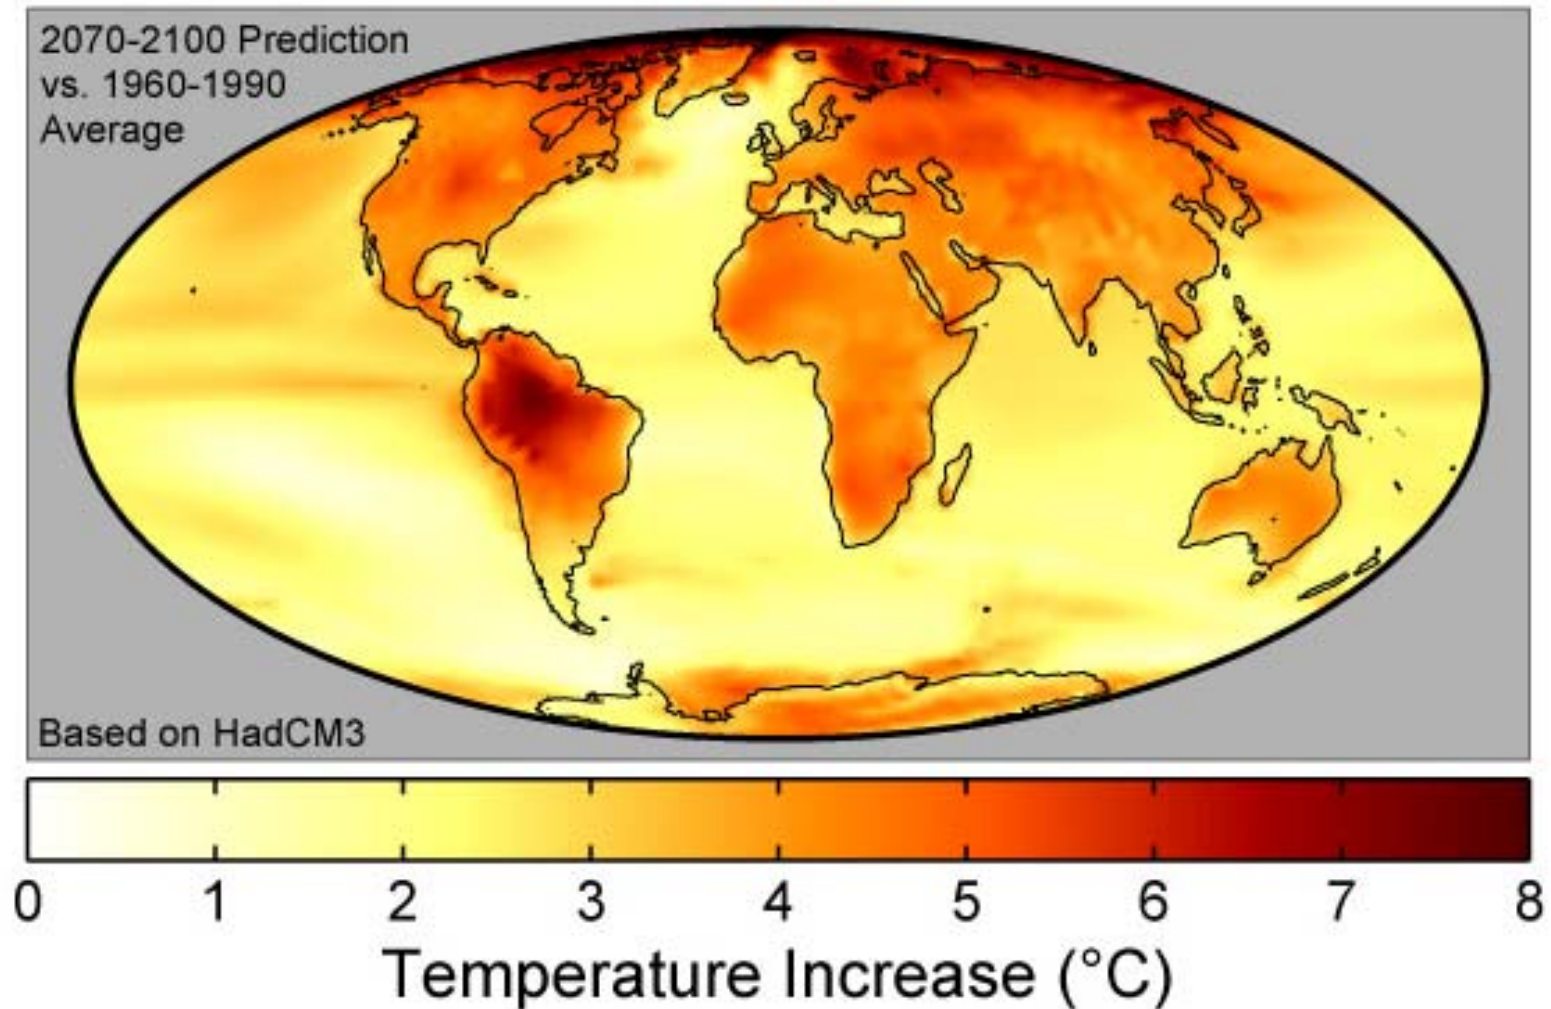 2070-2100 Prediction
vs. 1960-1990
Average
Based on HadCM3
0 1 2 3 4 5 6 7 8
Temperature Increase (°C)